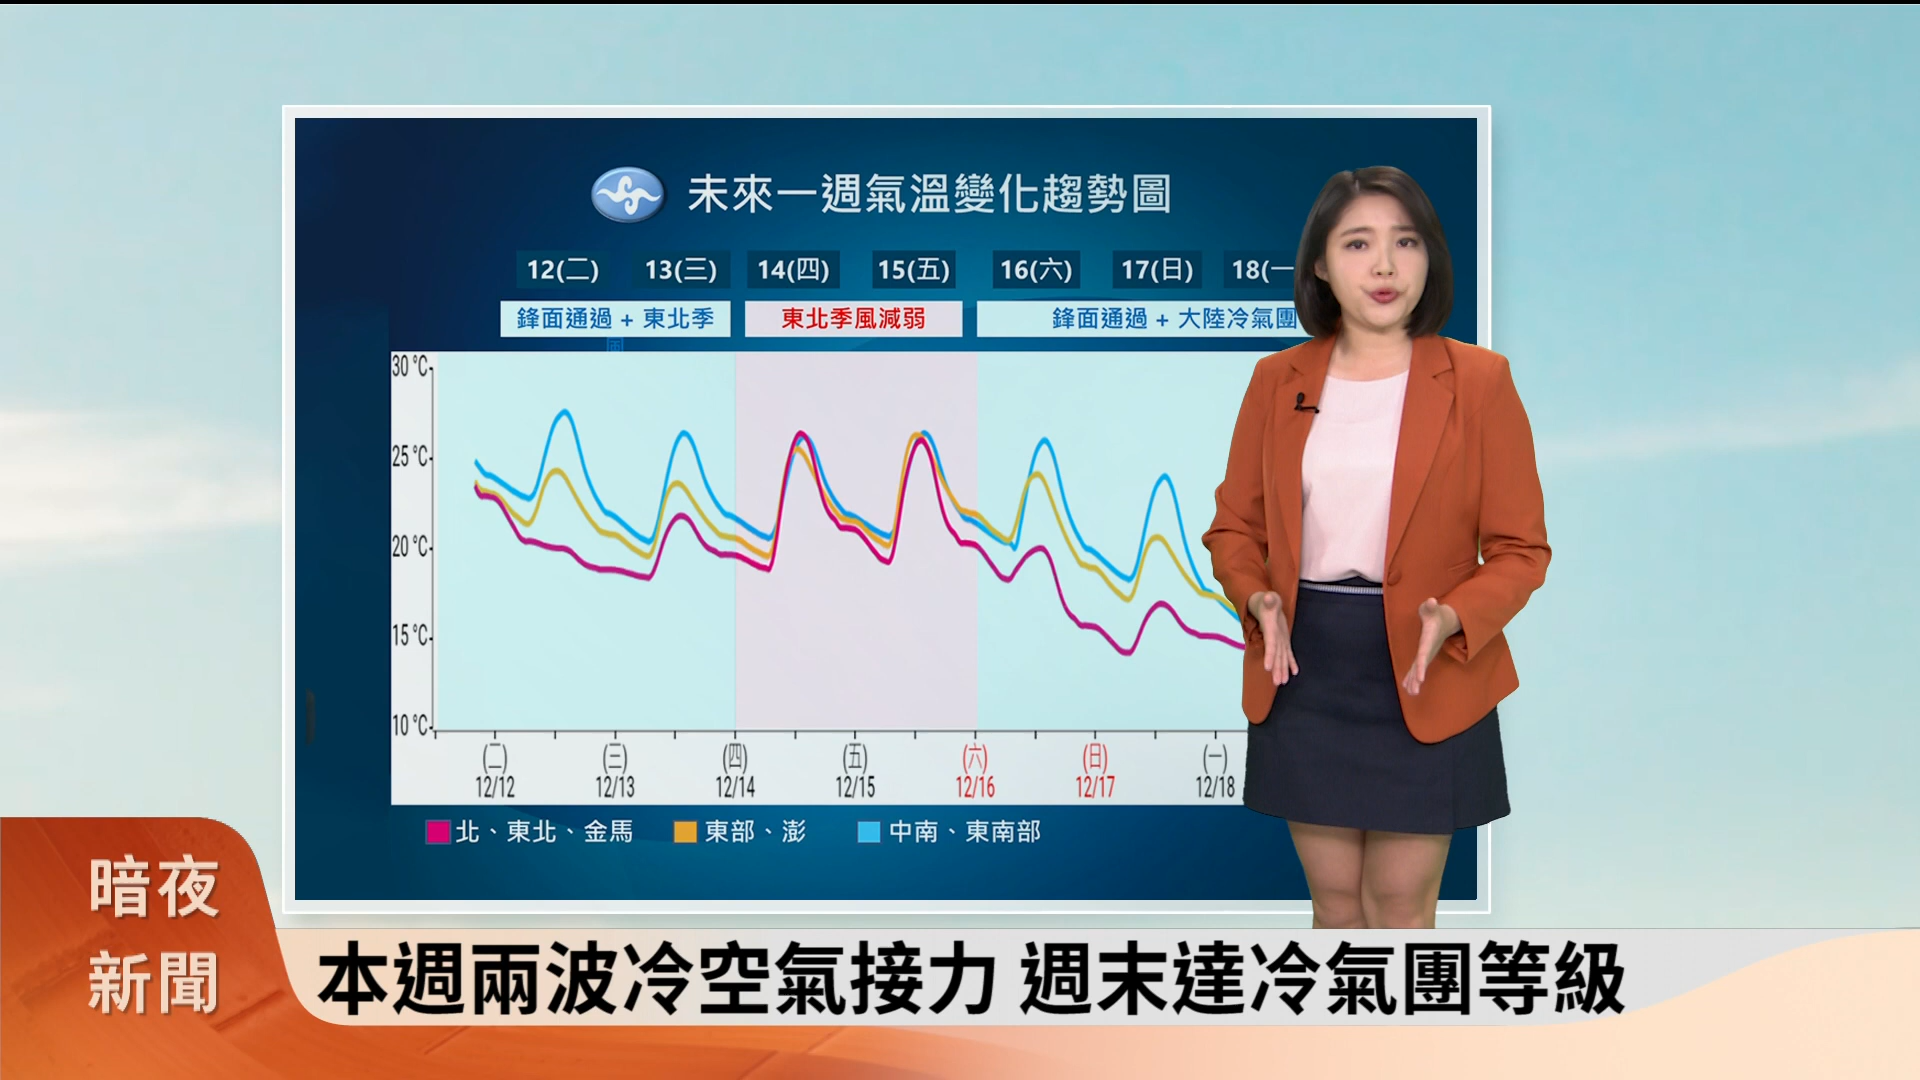 未來一週氣溫變化趨勢圖
12(二) 13(三) 14(四) 15(五) 16(六) 17(日) 18(一
鋒面通過 + 東北季 東北季風減弱 鋒面通過 + 大陸冷氣團
30 °C
25 °C
20 °C
15 °C
10 °C
(二) (三) (四) (五) (六) (日) (一)
12/12 12/13 12/14 12/15 12/16 12/17 12/18
北、東北、金馬 東部、澎 中南、東南部
暗夜
新聞
本週兩波冷空氣接力 週末達冷氣團等級